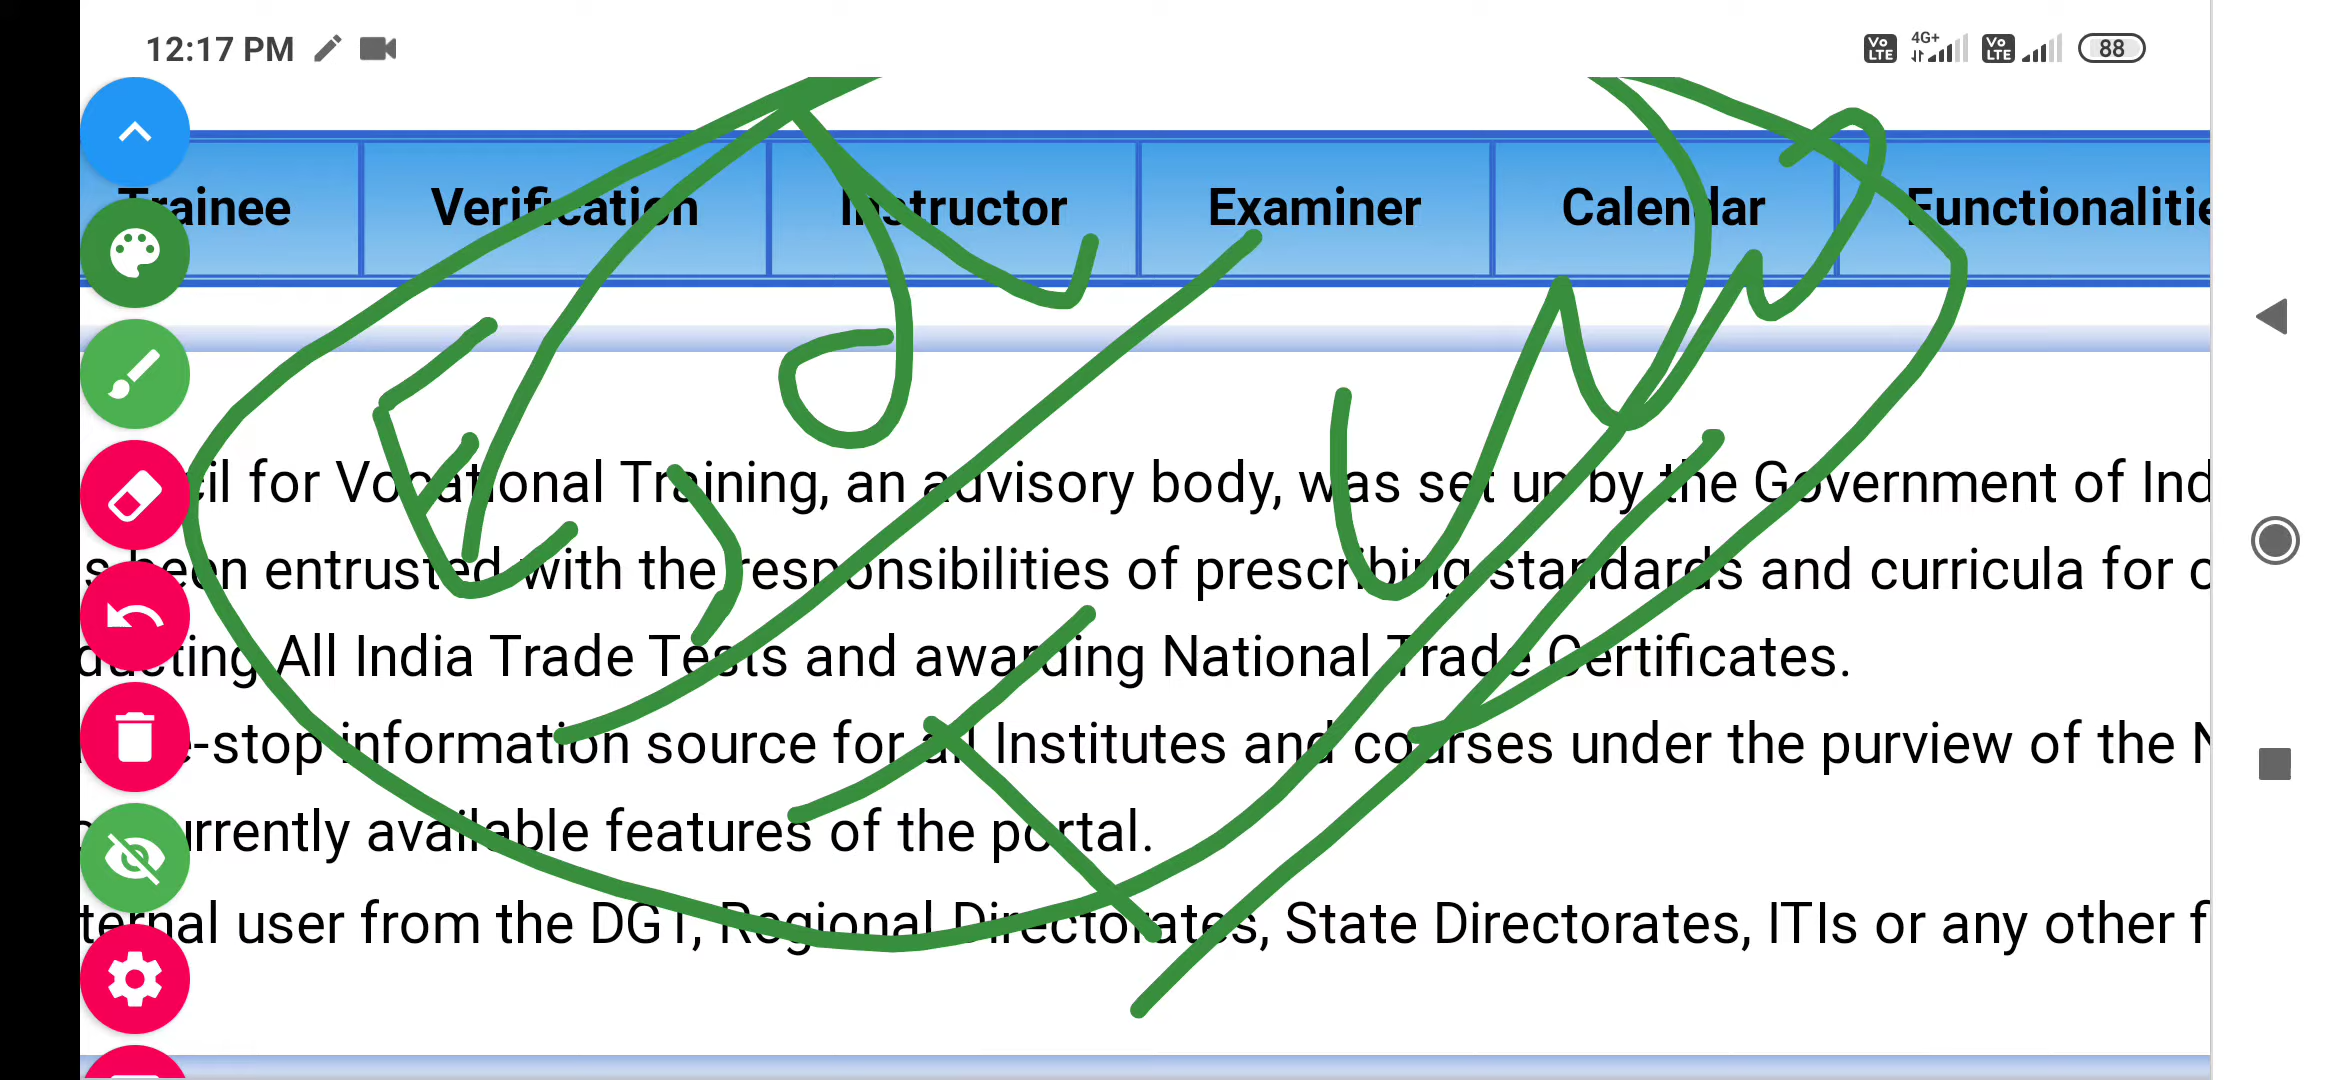 12:17 PM VoLTE 4G+ VoLTE 88
Trainee Verification Instructor Examiner Calendar Functionalitie
cil for Vocational Training, an advisory body, was set up by the Government of Ind
s been entrusted with the responsibilities of prescribing standards and curricula for c
ducting All India Trade Tests and awarding National Trade Certificates.
e-stop information source for all Institutes and courses under the purview of the N
urrently available features of the portal.
ternal user from the DGT, Regional Directorates, State Directorates, ITIs or any other f